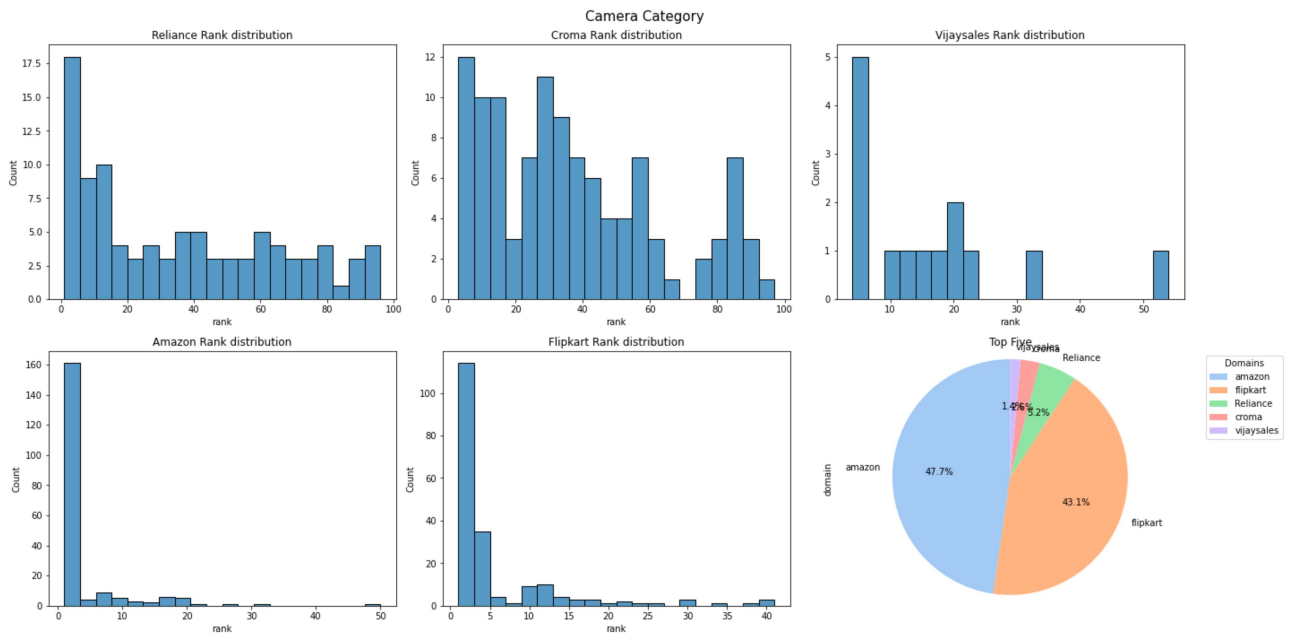 Camera Category
Reliance Rank distribution
Count
17.5
15.0
12.5
10.0
7.5
5.0
2.5
0.0
0 20 40 60 80 100
rank
Croma Rank distribution
Count
12
10
8
6
4
2
0
0 20 40 60 80 100
rank
Vijaysales Rank distribution
Count
5
4
3
2
1
0
10 20 30 40 50
rank
Amazon Rank distribution
Count
160
140
120
100
80
60
40
20
0
0 10 20 30 40 50
rank
Flipkart Rank distribution
Count
100
80
60
40
20
0
0 5 10 15 20 25 30 35 40
rank
Top Five
domain
vijaysales
croma
Reliance
amazon
flipkart
1.4%
2.6%
5.2%
47.7%
43.1%
Domains
amazon
flipkart
Reliance
croma
vijaysales